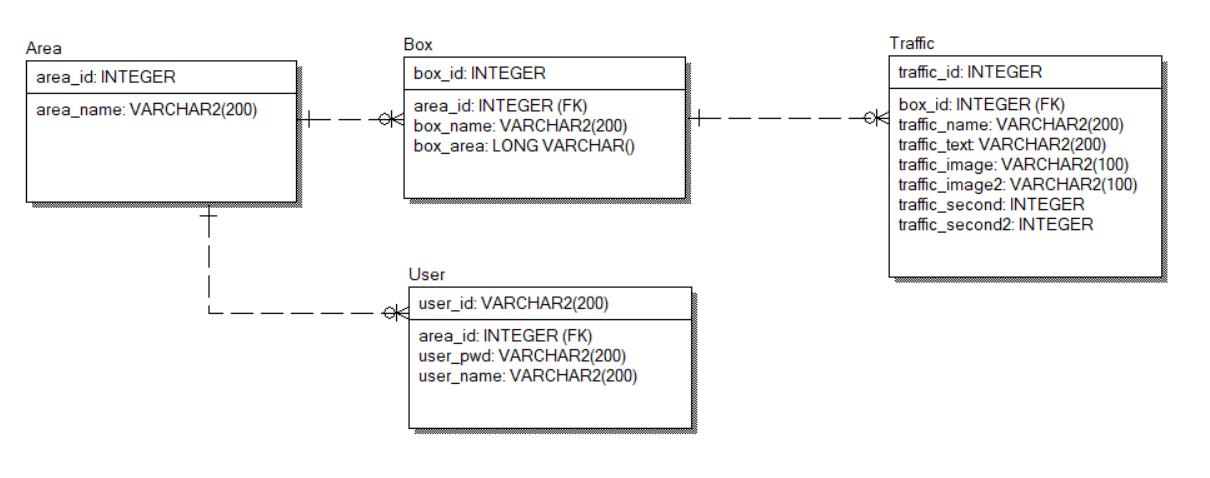 Area
area_id: INTEGER
area_name: VARCHAR2(200)
Box
box_id: INTEGER
area_id: INTEGER (FK)
box_name: VARCHAR2(200)
box_area: LONG VARCHAR()
Traffic
traffic_id: INTEGER
box_id: INTEGER (FK)
traffic_name: VARCHAR2(200)
traffic_text: VARCHAR2(200)
traffic_image: VARCHAR2(100)
traffic_image2: VARCHAR2(100)
traffic_second: INTEGER
traffic_second2: INTEGER
User
user_id: VARCHAR2(200)
area_id: INTEGER (FK)
user_pwd: VARCHAR2(200)
user_name: VARCHAR2(200)